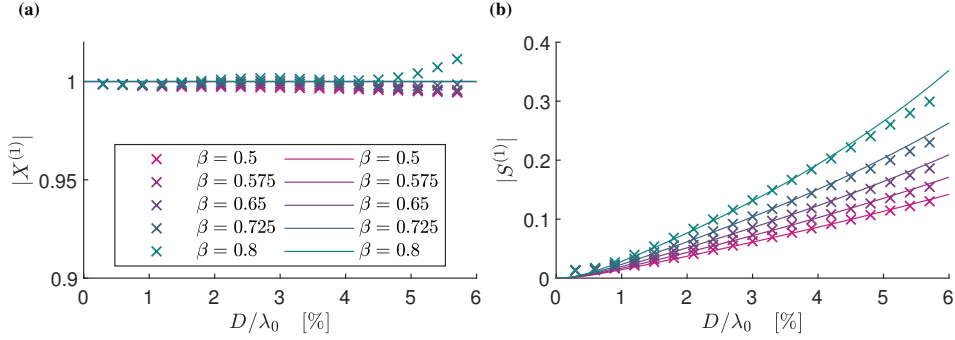 (a)
(b)
|X^{(1)}|
1
0.95
0.9
β = 0.5 β = 0.5
β = 0.575 β = 0.575
β = 0.65 β = 0.65
β = 0.725 β = 0.725
β = 0.8 β = 0.8
0 1 2 3 4 5 6
D/λ₀ [%]
|S^{(1)}|
0.4
0.3
0.2
0.1
0
0 1 2 3 4 5 6
D/λ₀ [%]